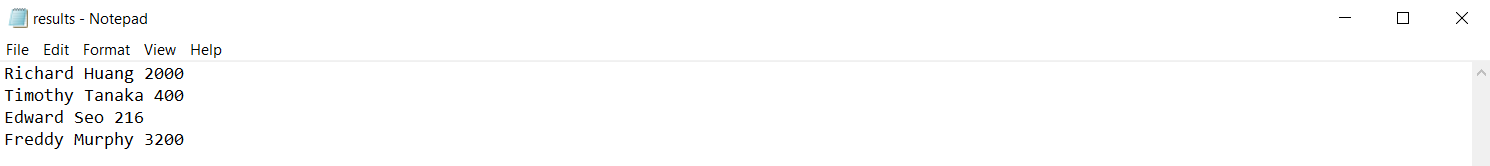 results - Notepad
File Edit Format View Help
Richard Huang 2000
Timothy Tanaka 400
Edward Seo 216
Freddy Murphy 3200